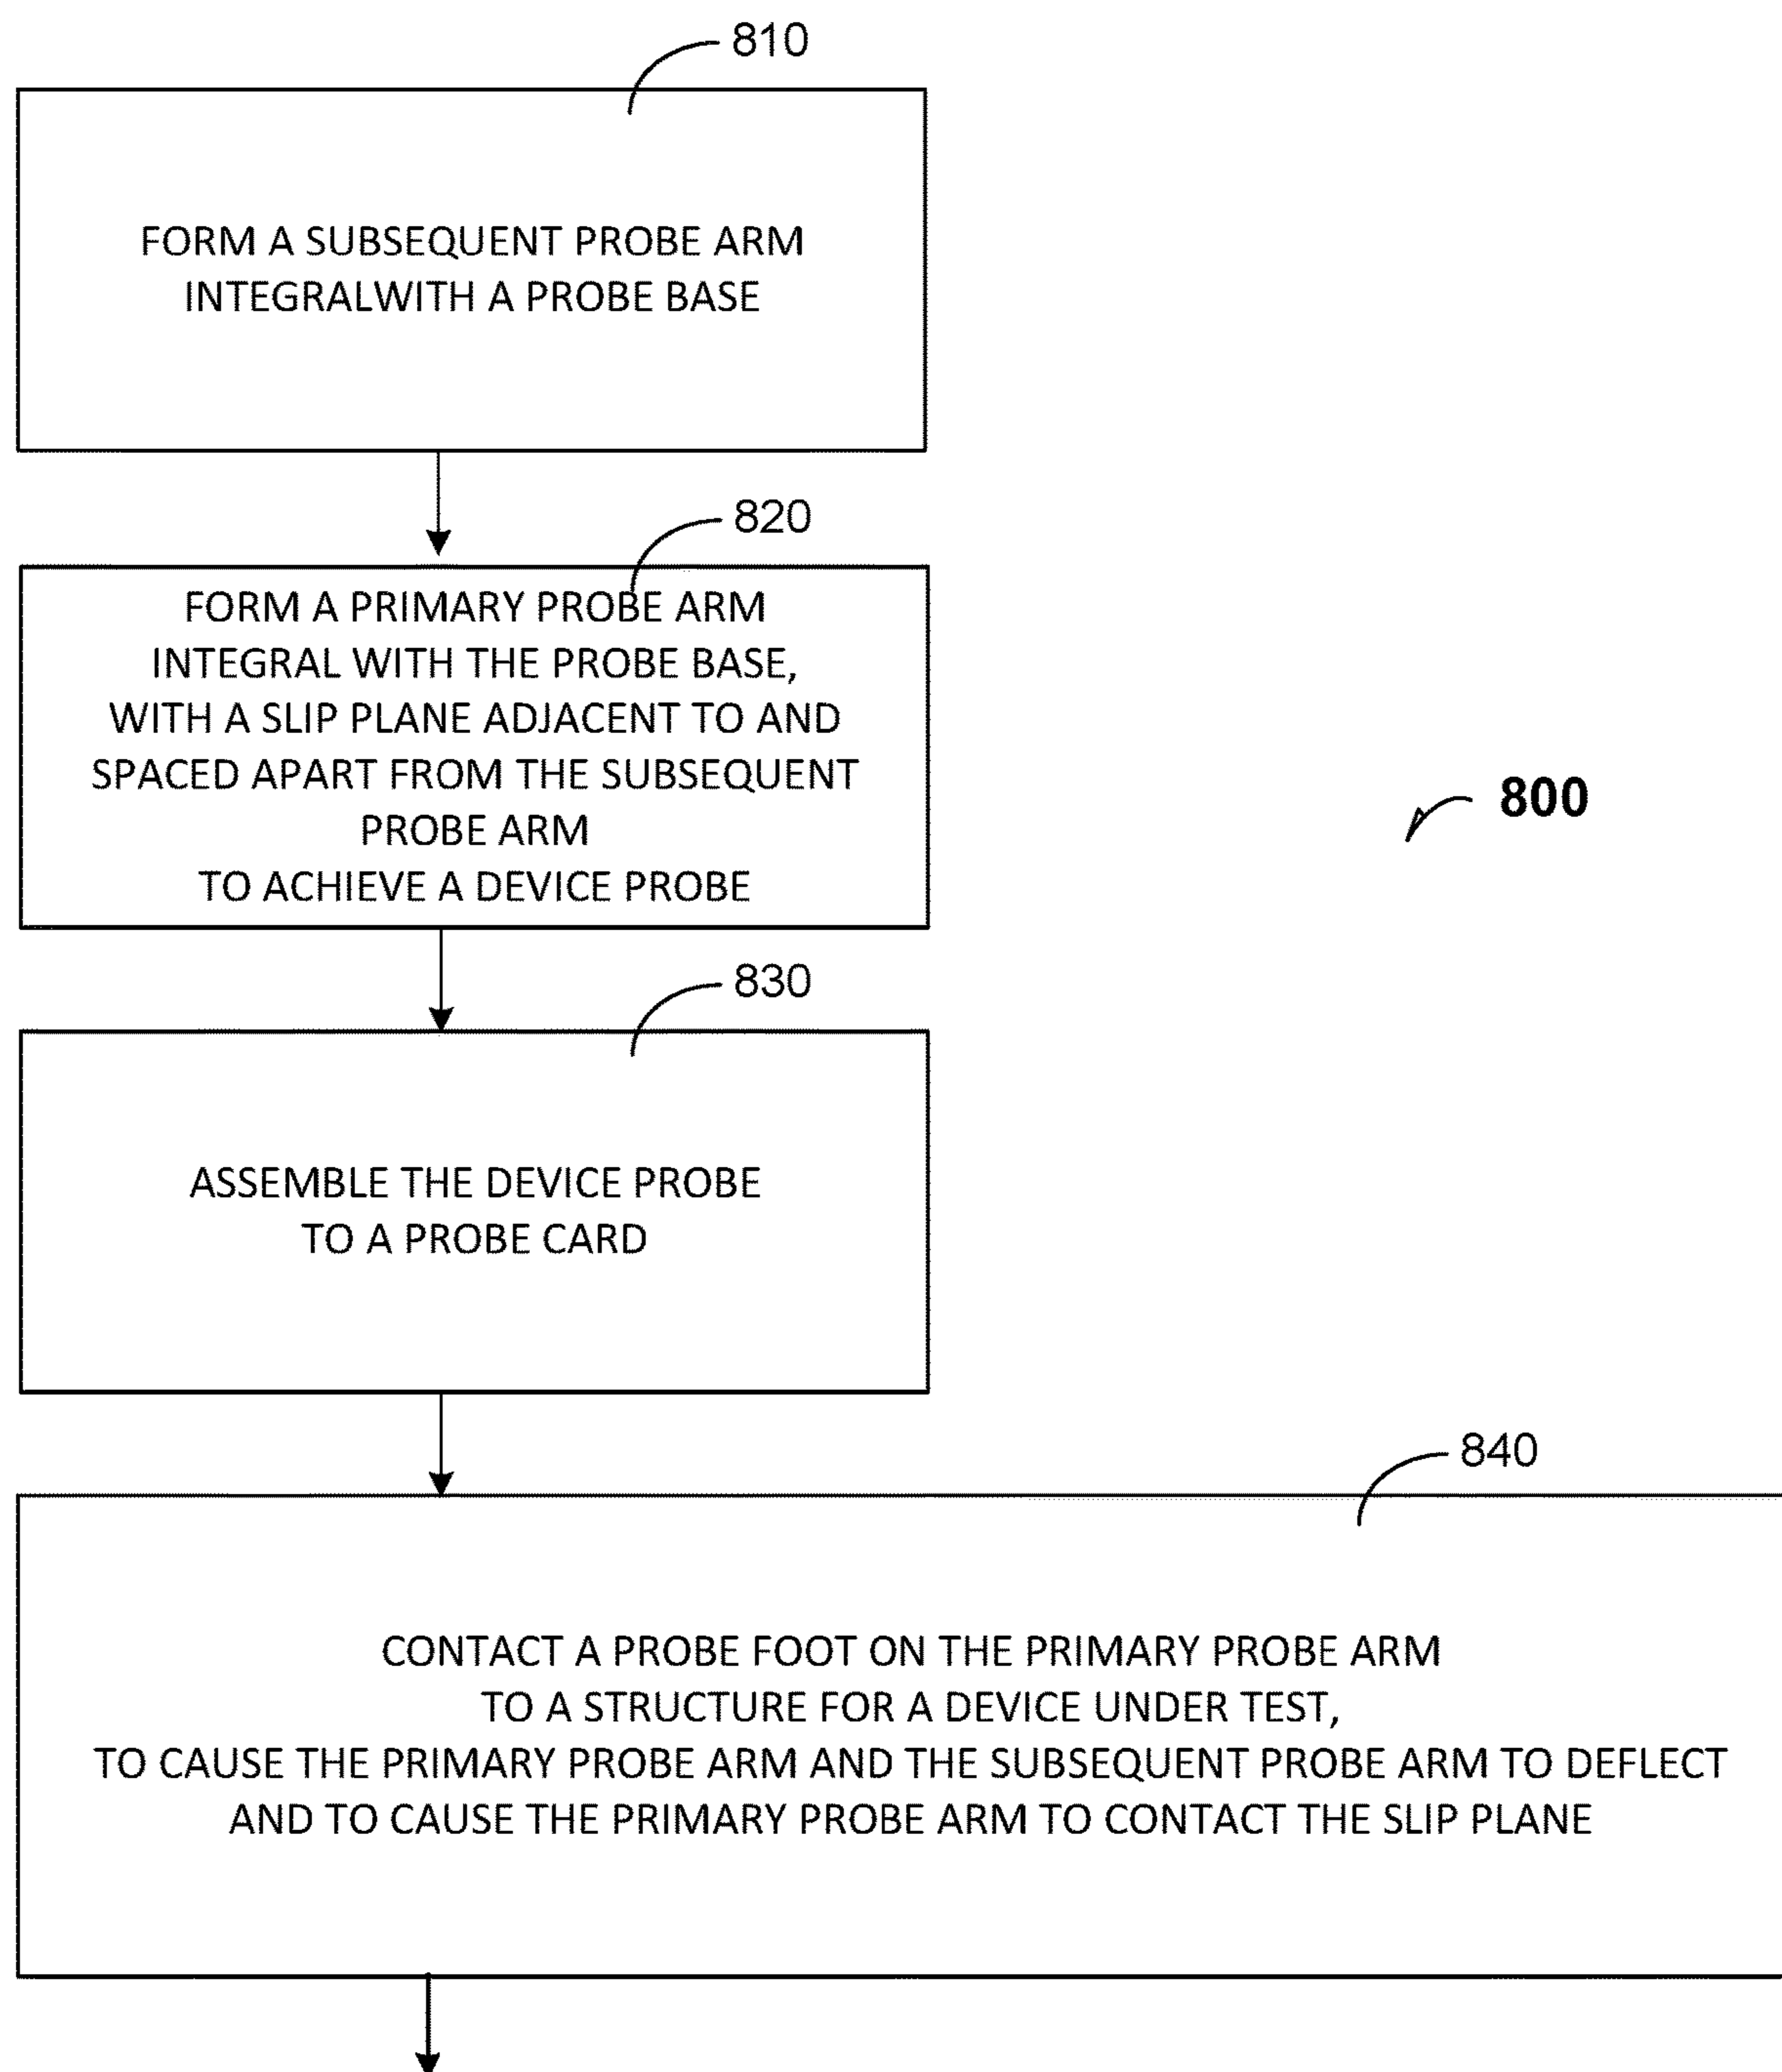 810
FORM A SUBSEQUENT PROBE ARM
INTEGRALWITH A PROBE BASE
820
FORM A PRIMARY PROBE ARM
INTEGRAL WITH THE PROBE BASE,
WITH A SLIP PLANE ADJACENT TO AND
SPACED APART FROM THE SUBSEQUENT
PROBE ARM
TO ACHIEVE A DEVICE PROBE
800
830
ASSEMBLE THE DEVICE PROBE
TO A PROBE CARD
840
CONTACT A PROBE FOOT ON THE PRIMARY PROBE ARM
TO A STRUCTURE FOR A DEVICE UNDER TEST,
TO CAUSE THE PRIMARY PROBE ARM AND THE SUBSEQUENT PROBE ARM TO DEFLECT
AND TO CAUSE THE PRIMARY PROBE ARM TO CONTACT THE SLIP PLANE